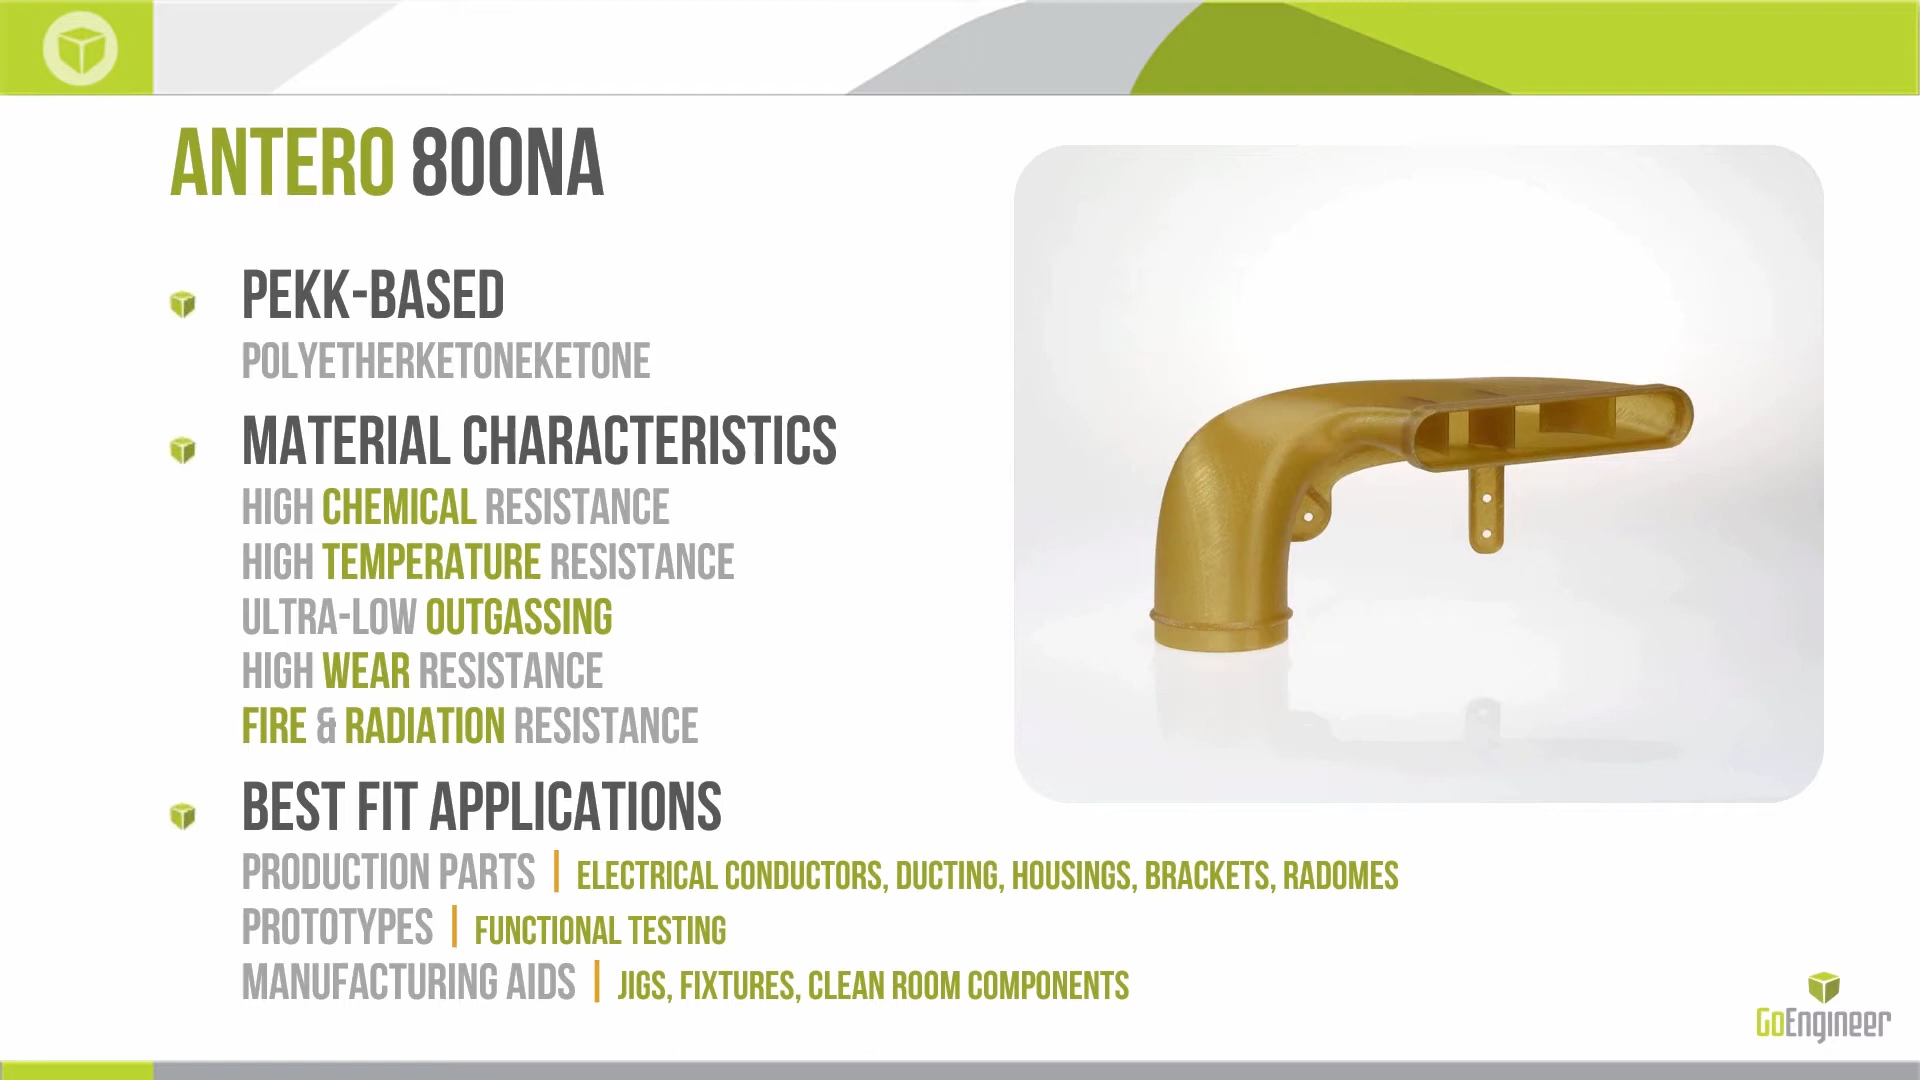 ANTERO 800NA
PEKK-BASED
POLYETHERKETONEKETONE
MATERIAL CHARACTERISTICS
HIGH CHEMICAL RESISTANCE
HIGH TEMPERATURE RESISTANCE
ULTRA-LOW OUTGASSING
HIGH WEAR RESISTANCE
FIRE & RADIATION RESISTANCE
BEST FIT APPLICATIONS
PRODUCTION PARTS | ELECTRICAL CONDUCTORS, DUCTING, HOUSINGS, BRACKETS, RADOMES
PROTOTYPES | FUNCTIONAL TESTING
MANUFACTURING AIDS | JIGS, FIXTURES, CLEAN ROOM COMPONENTS
GoEngineer